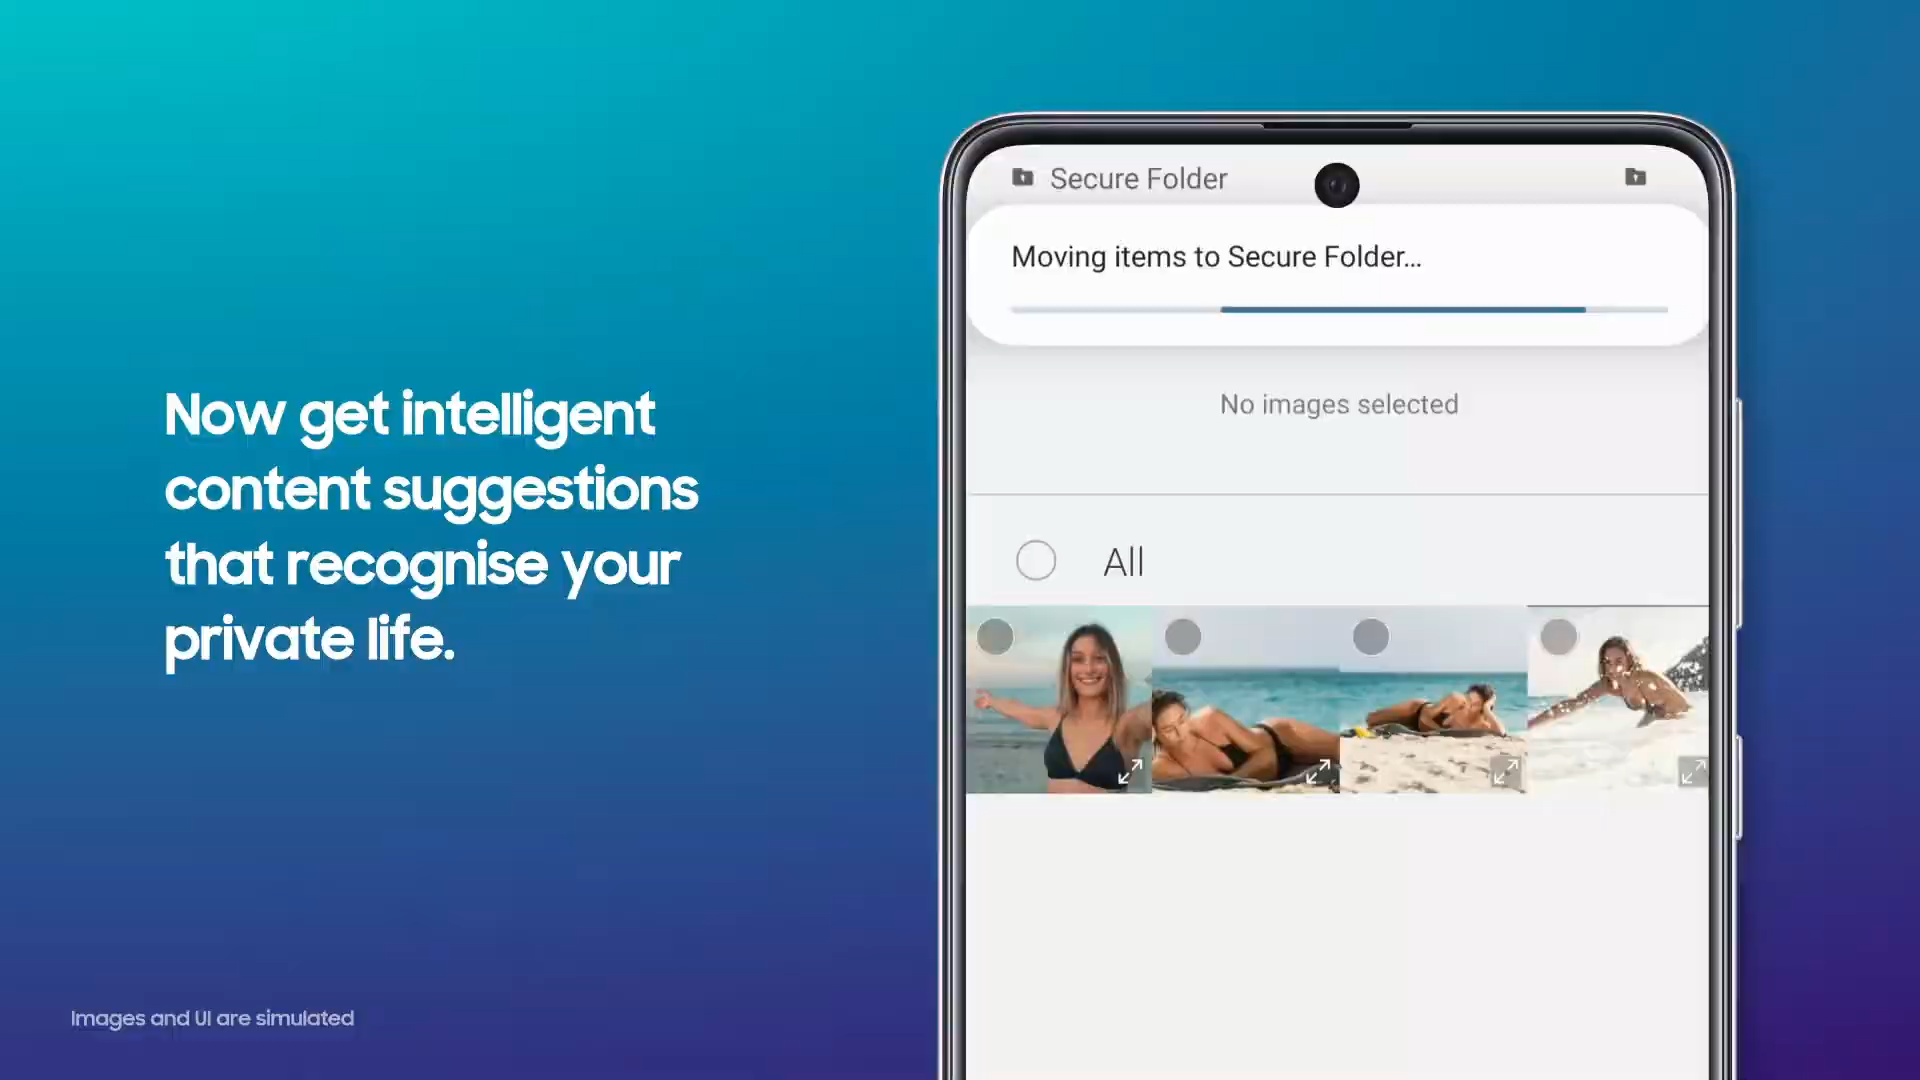 Now get intelligent
content suggestions
that recognise your
private life.
Images and UI are simulated
Secure Folder
Moving items to Secure Folder...
No images selected
All